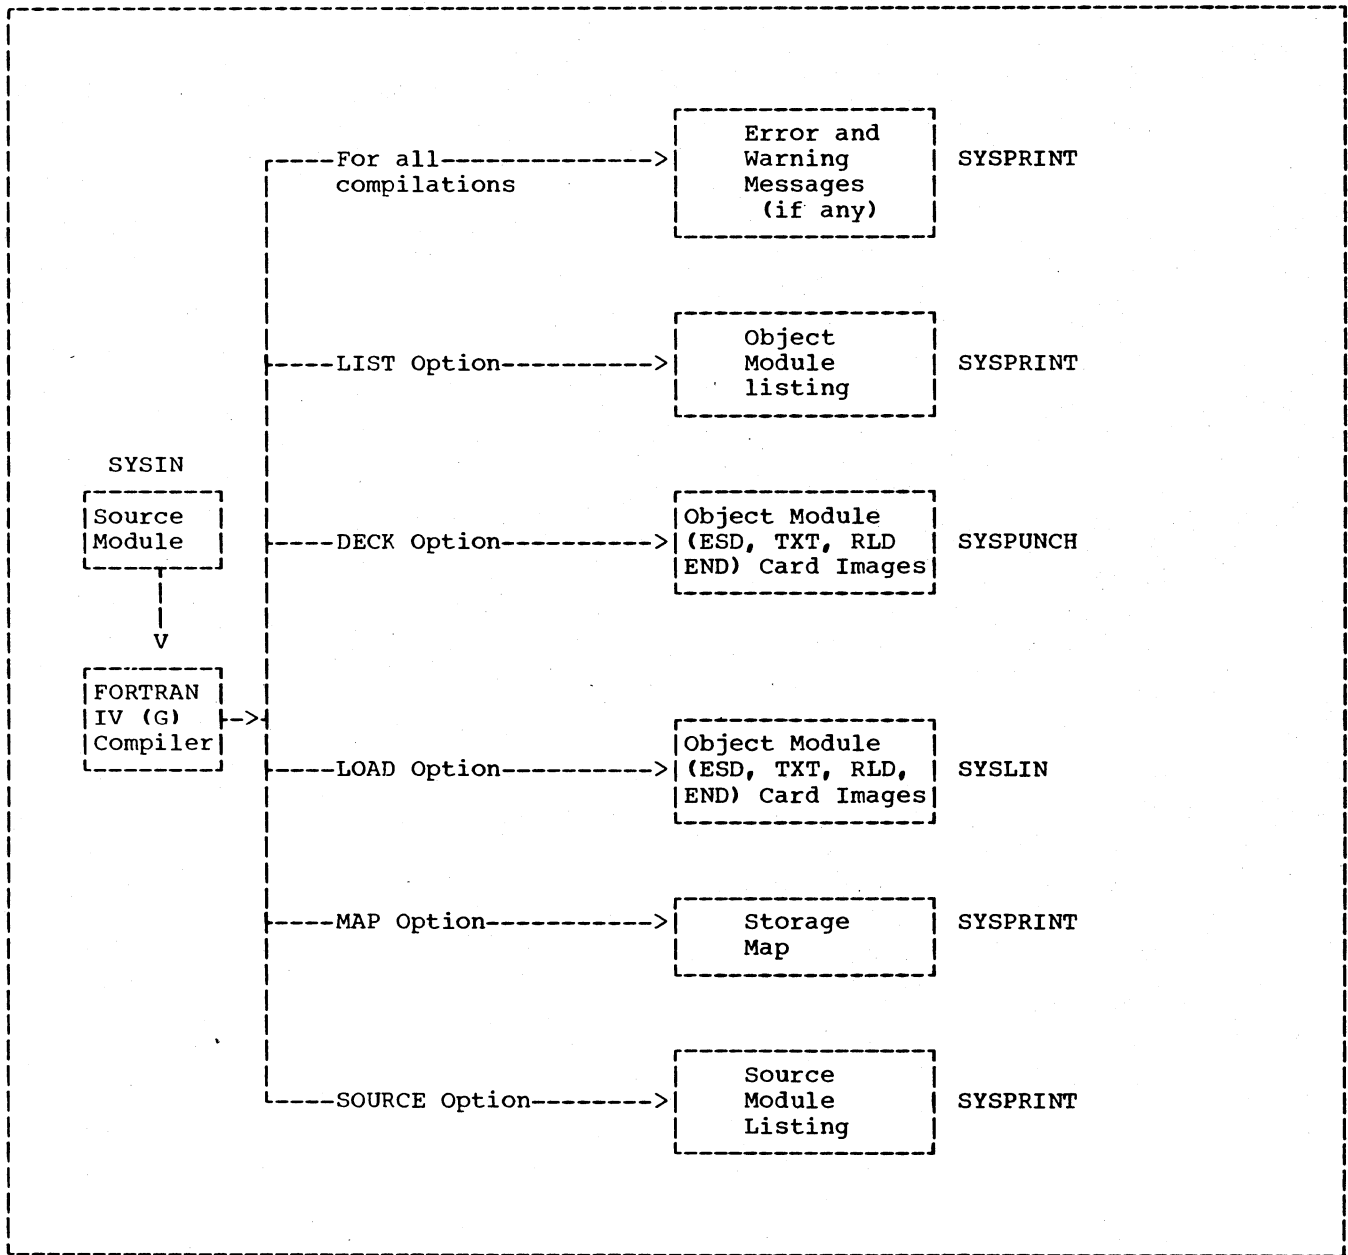 Error and
For all
Warning
SYSPRINT
compilations
Messages
(if any)
Object
LIST Option
Module
SYSPRINT
listing
SYSIN
Source
Module
Object Module
DECK Option
(ESD, TXT, RLD
SYSPUNCH
END) Card Images
V
FORTRAN
IV (G)
Compiler
Object Module
LOAD Option
(ESD, TXT, RLD,
SYSLIN
END) Card Images
MAP Option
Storage
SYSPRINT
Map
Source
SOURCE Option
Module
SYSPRINT
Listing